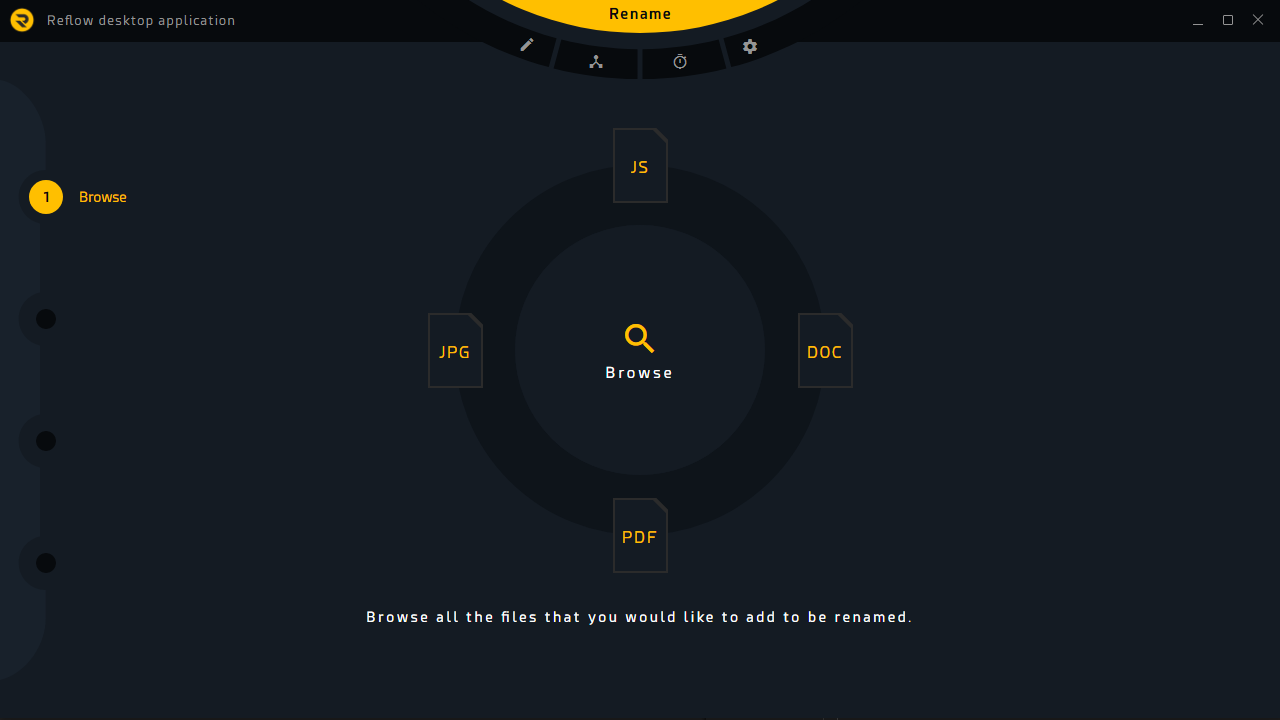 Reflow desktop application
Rename
JS
1
Browse
JPG
DOC
Browse
PDF
Browse all the files that you would like to add to be renamed.